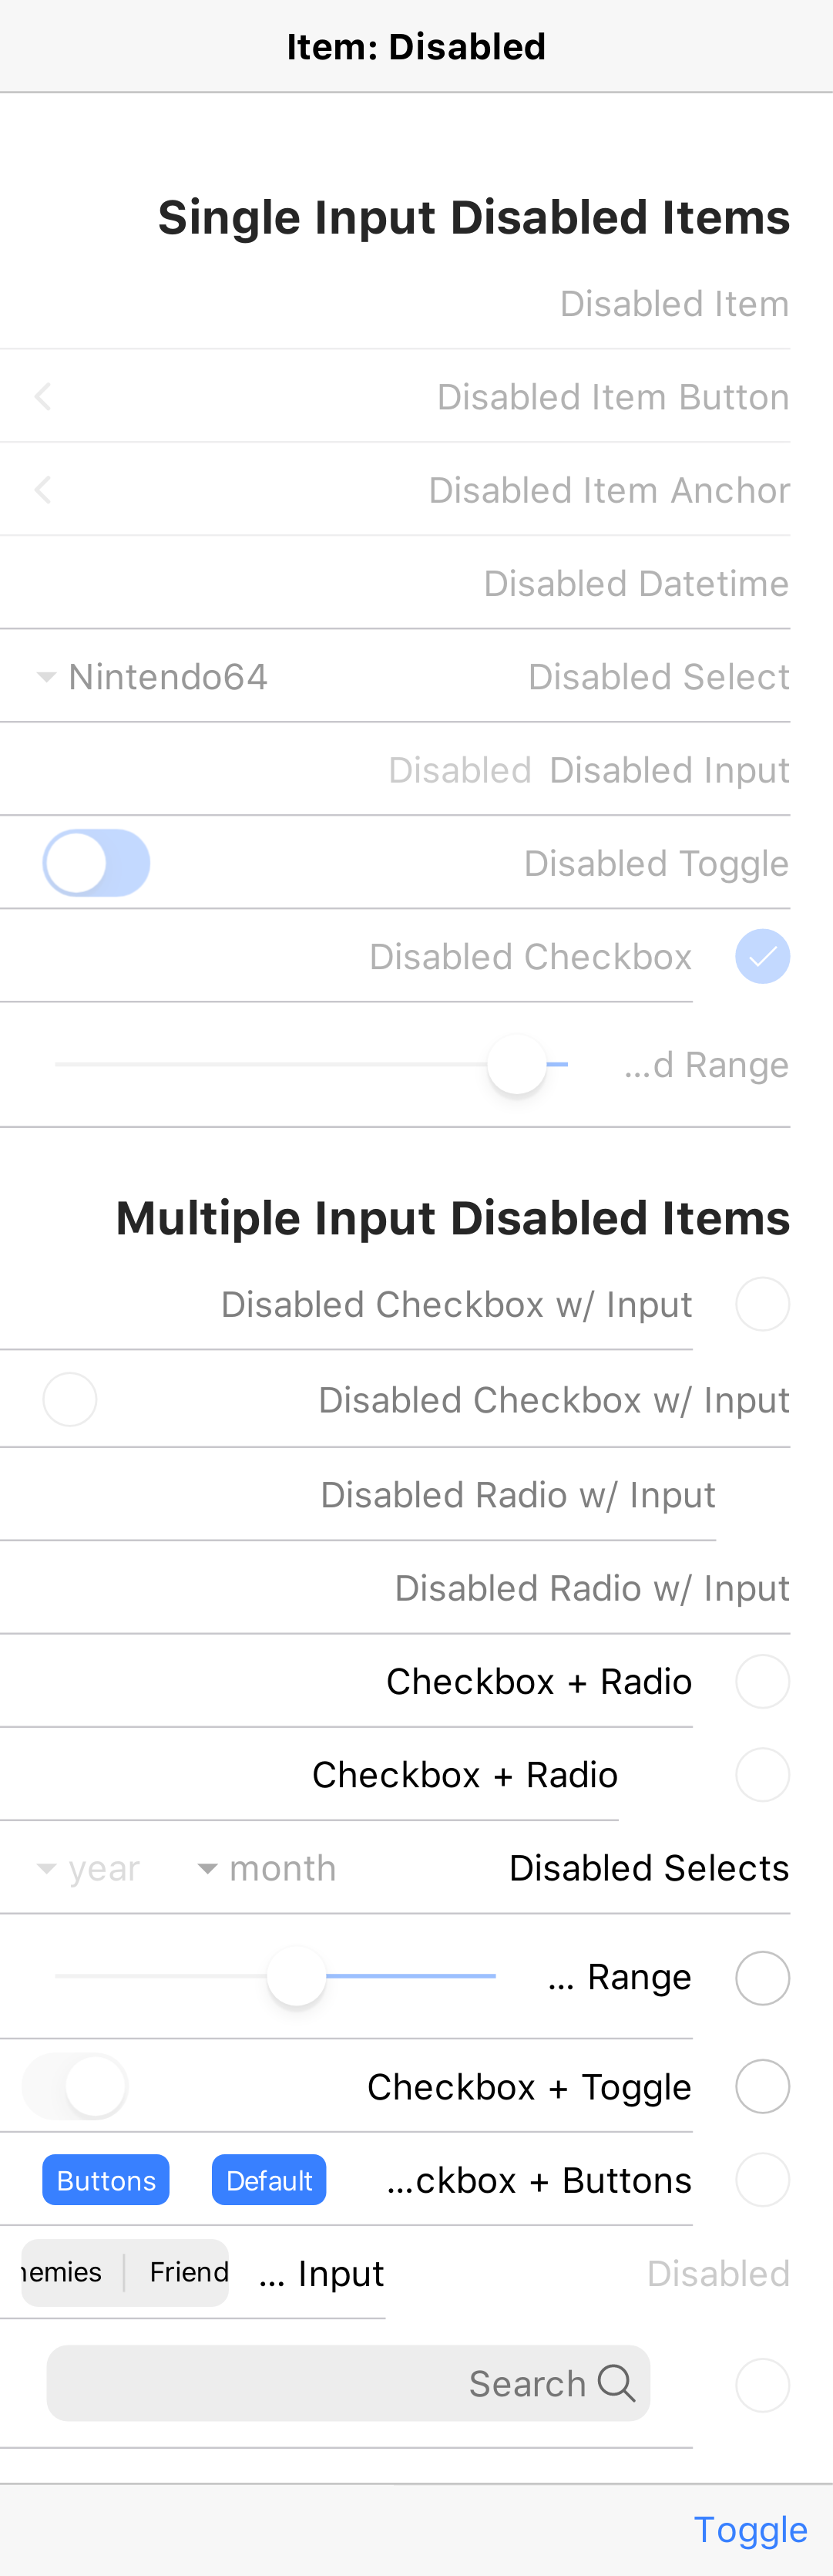 Item: Disabled
Single Input Disabled Items
Disabled Item
Disabled Item Button
Disabled Item Anchor
Disabled Datetime
Disabled Select Nintendo64
Disabled Input Disabled
Disabled Toggle
Disabled Checkbox
...d Range
Multiple Input Disabled Items
Disabled Checkbox w/ Input
Disabled Checkbox w/ Input
Disabled Radio w/ Input
Disabled Radio w/ Input
Checkbox + Radio
Checkbox + Radio
Disabled Selects month year
... Range
Checkbox + Toggle
...ckbox + Buttons Default Buttons
Disabled ... Input Friend nemies
Search
Toggle